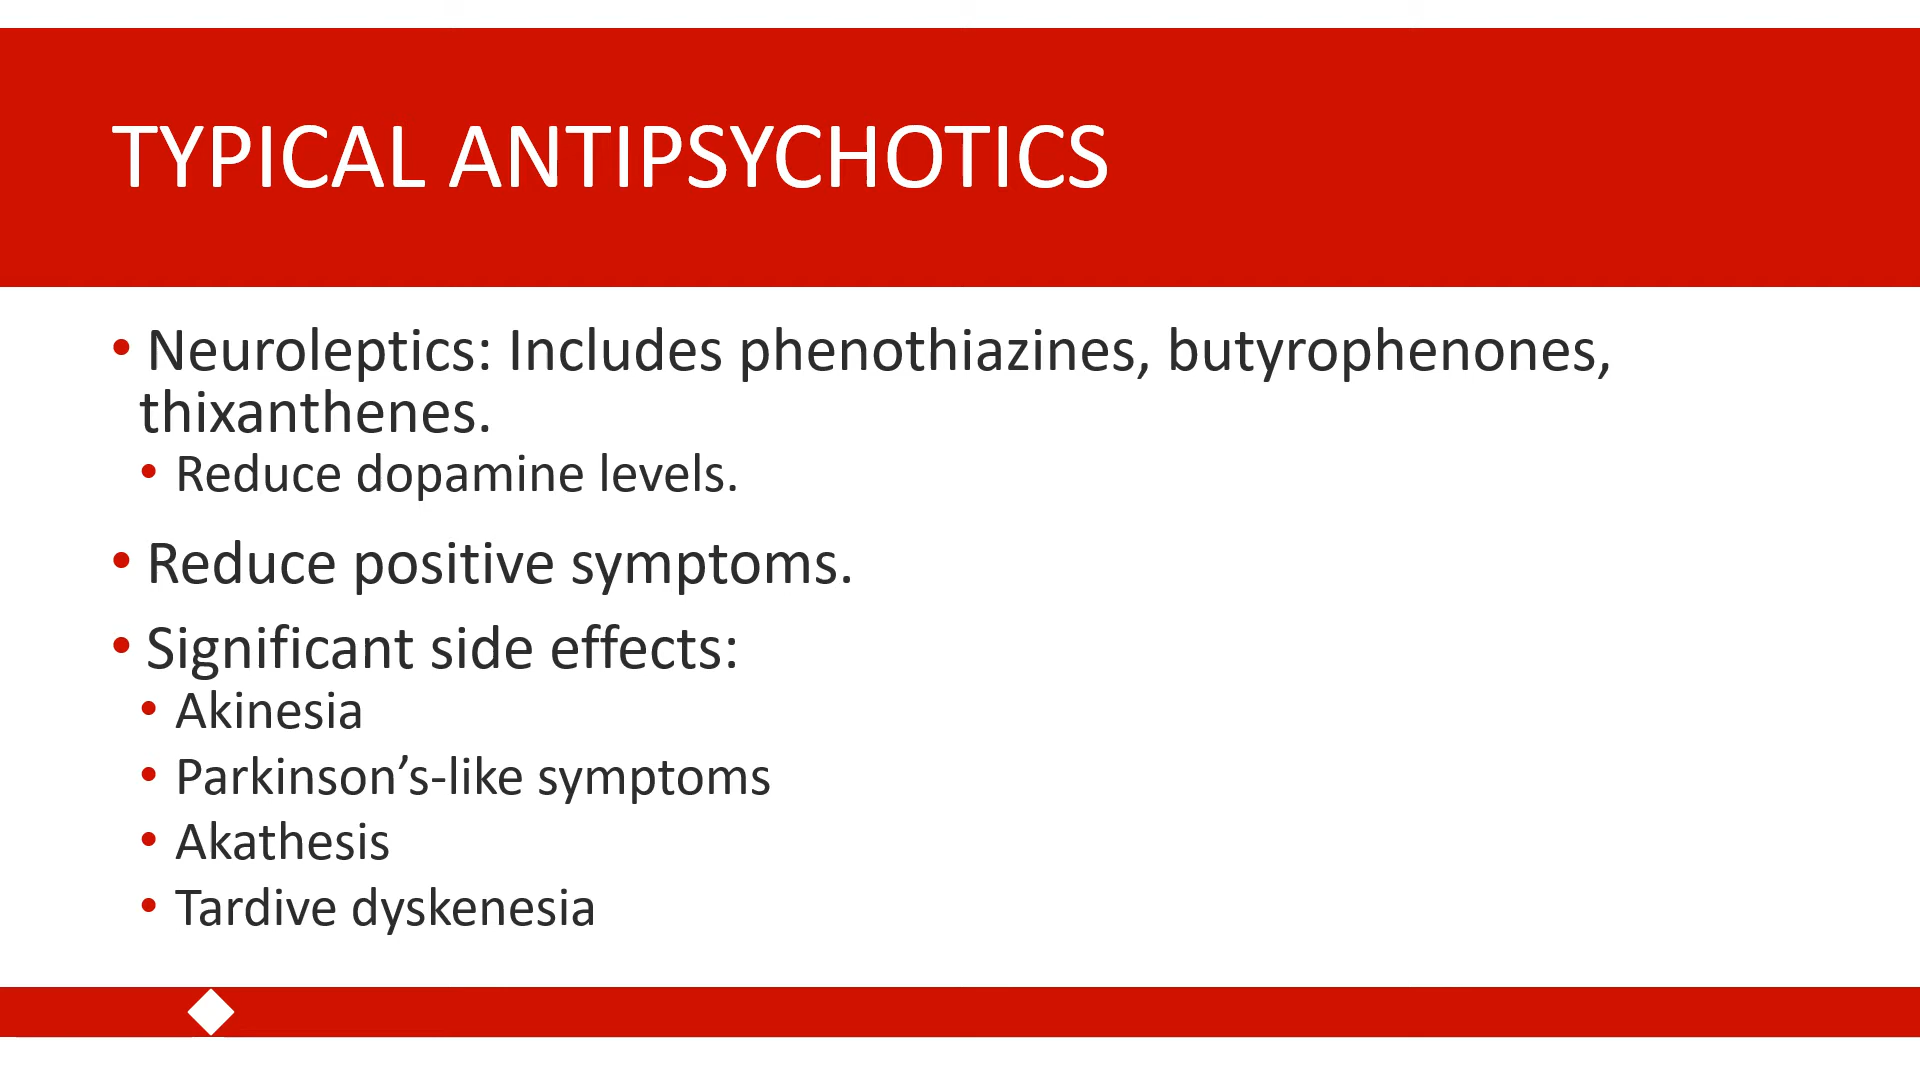 TYPICAL ANTIPSYCHOTICS
• Neuroleptics: Includes phenothiazines, butyrophenones,
thixanthenes.
• Reduce dopamine levels.
• Reduce positive symptoms.
• Significant side effects:
• Akinesia
• Parkinson’s-like symptoms
• Akathesis
• Tardive dyskenesia